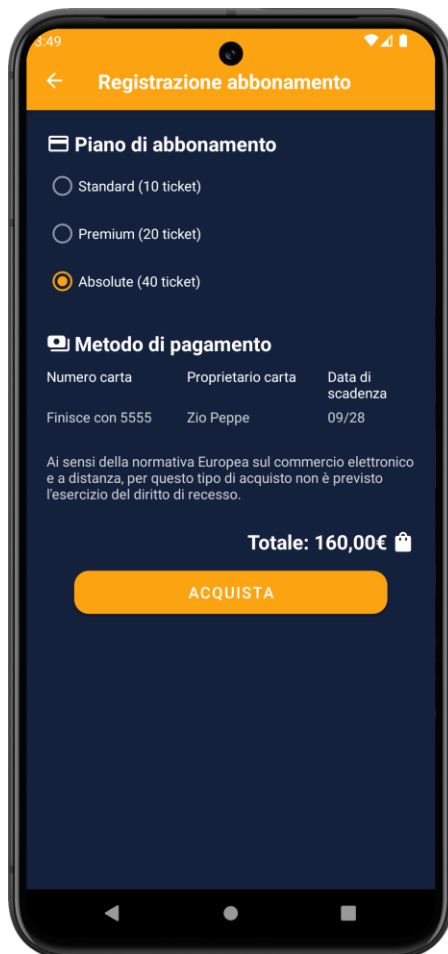 3:49
Registrazione abbonamento
Piano di abbonamento
Standard (10 ticket)
Premium (20 ticket)
Absolute (40 ticket)
Metodo di pagamento
Numero carta Proprietario carta Data di scadenza
Finisce con 5555 Zio Peppe 09/28
Ai sensi della normativa Europea sul commercio elettronico
e a distanza, per questo tipo di acquisto non è previsto
l'esercizio del diritto di recesso.
Totale: 160,00€
ACQUISTA